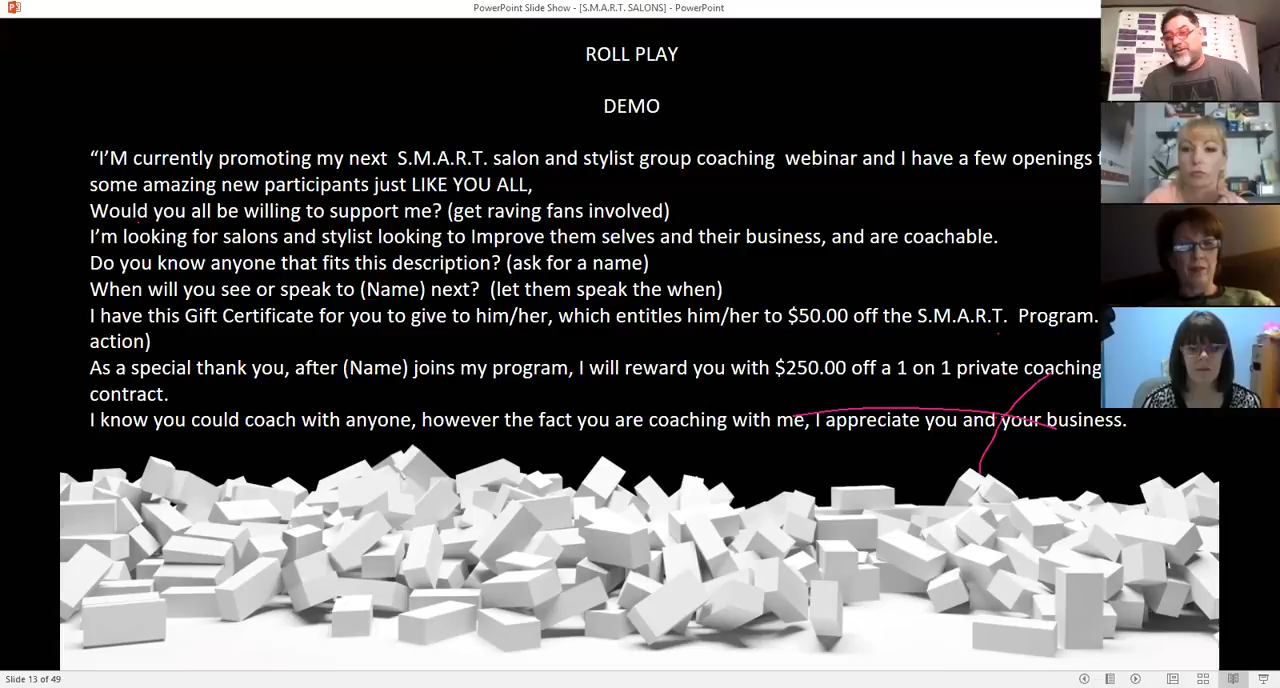 PowerPoint Slide Show - [S.M.A.R.T. SALONS] - PowerPoint
ROLL PLAY
DEMO
“I’M currently promoting my next  S.M.A.R.T. salon and stylist group coaching  webinar and I have a few openings
some amazing new participants just LIKE YOU ALL,
Would you all be willing to support me? (get raving fans involved)
I’m looking for salons and stylist looking to Improve them selves and their business, and are coachable.
Do you know anyone that fits this description? (ask for a name)
When will you see or speak to (Name) next?  (let them speak the when)
I have this Gift Certificate for you to give to him/her, which entitles him/her to $50.00 off the S.M.A.R.T.  Program.
action)
As a special thank you, after (Name) joins my program, I will reward you with $250.00 off a 1 on 1 private coaching
contract.
I know you could coach with anyone, however the fact you are coaching with me, I appreciate you and your business.
Slide 13 of 49